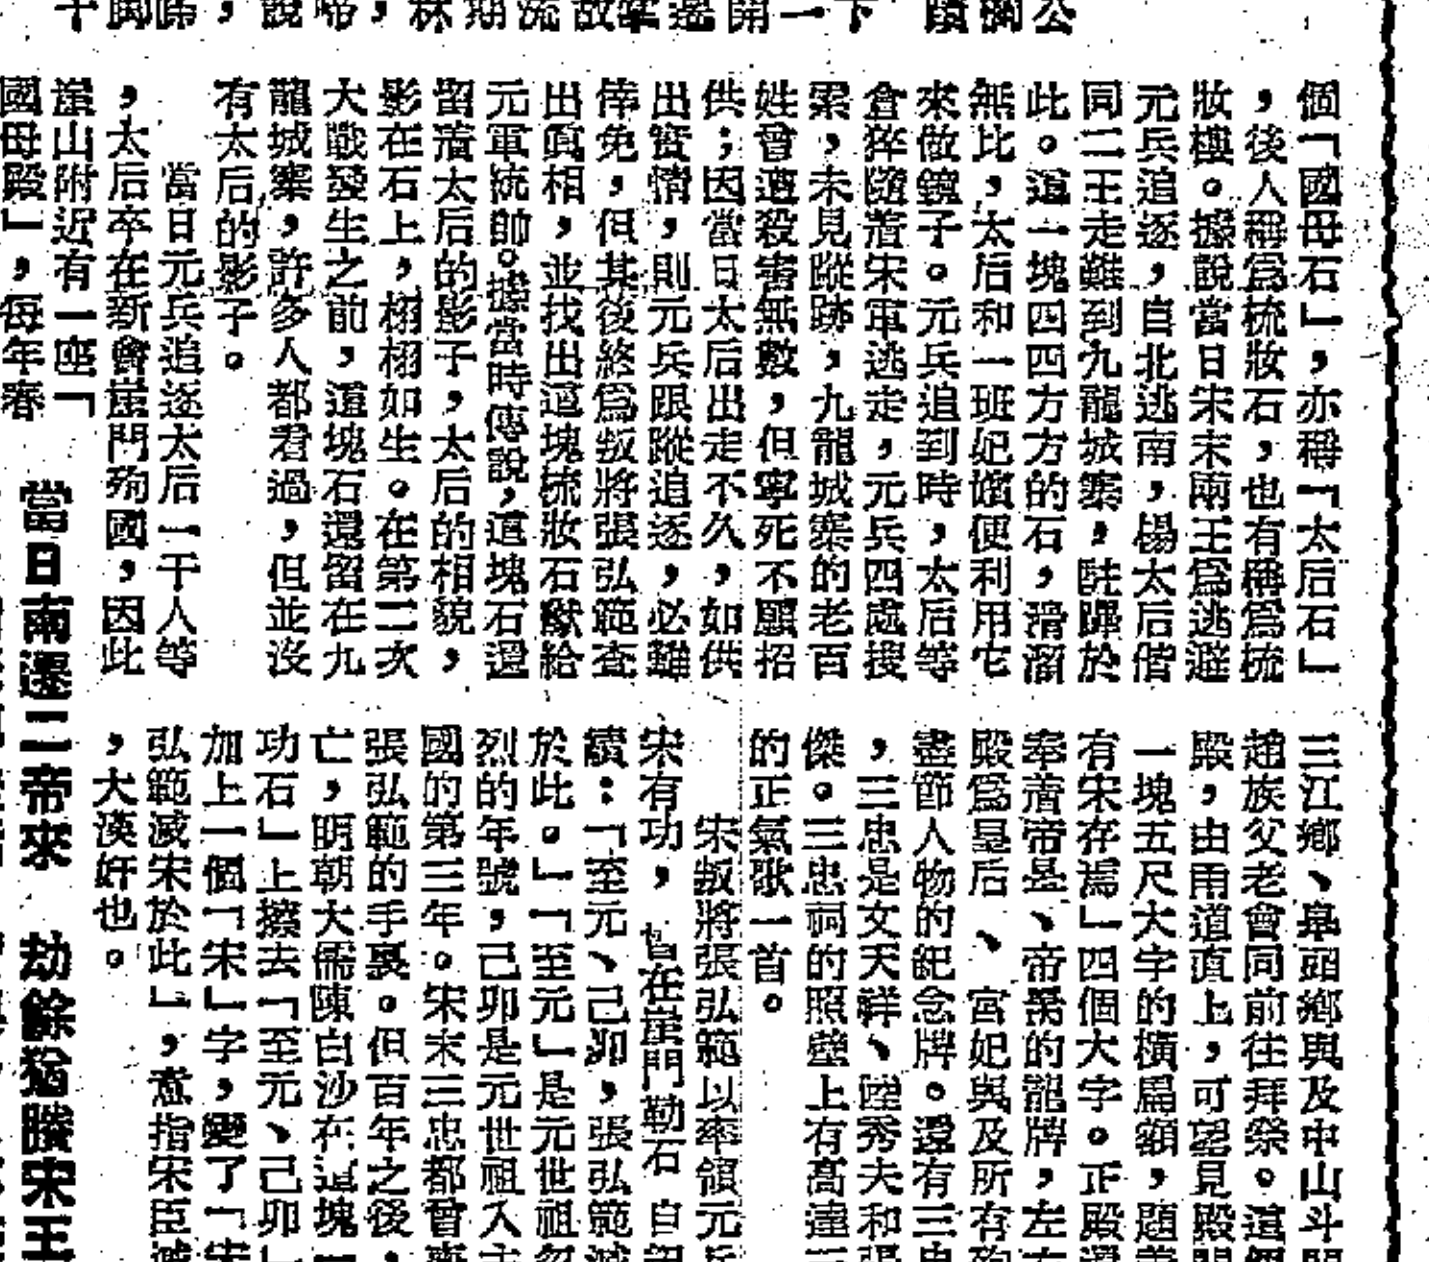 個「國母石」，亦稱「太后石」
，後人稱爲梳妝石，也有稱爲梳
妝樓。據說當日宋末兩王爲逃避
元兵追逐，自北逃南，楊太后偕
同二王走難到九龍城寨，駐蹕於
此。這一塊四四方方的石，滑溜
無比，太后和一班妃嬪便利用它
來做鏡子。元兵追到時，太后等
倉猝隨着宋軍逃走，元兵四處搜
索，未見蹤跡，九龍城寨的老百
姓曾遭殺害無數，但寧死不願招
供；因當日太后出走不久，如供
出實情，則元兵跟蹤追逐，必難
倖免，但其後終爲叛將張弘範查
出眞相，並找出這塊梳妝石獻給
元軍統帥。據當時傳說，這塊石還
留着太后的影子，太后的相貌，
影在石上，栩栩如生。在第二次
大戰發生之前，這塊石還留在九
龍城寨，許多人都看過，但並沒
有太后的影子。
當日元兵追逐太后一干人等
，太后卒在新會崖門殉國，因此
崖山附近有一座「
國母殿」，每年春
當日南遷二帝來 劫餘猶勝宋王
三江鄉、臯頭鄉與及中山斗門
趙族父老會同前往拜祭。這個
殿，由甬道直上，可望見殿門
一塊五尺大字的橫扁額，題着
有宋存焉」四個大字。正殿還
奉着帝昰、帝昺的龍牌，左右
殿爲皇后、宮妃與及所有殉
盡節人物的紀念牌。還有三忠
，三忠是文天祥、陸秀夫和張
傑。三忠祠的照壁上有高達
的正氣歌一首。
宋叛將張弘範以率領元兵
宋有功，曾在崖門勒石自
續：「至元、己卯，張弘範滅
於此。」「至元」是元世祖忽
烈的年號，己卯是元世祖入主
國的第三年。宋末三忠都曾
張弘範的手裏。但百年之後，
亡，明朝大儒陳白沙在這塊
功石」上擦去「至元、己卯」
加上一個「宋」字，變了「宋
弘範滅宋於此」，意指宋臣滅
，大漢奸也。